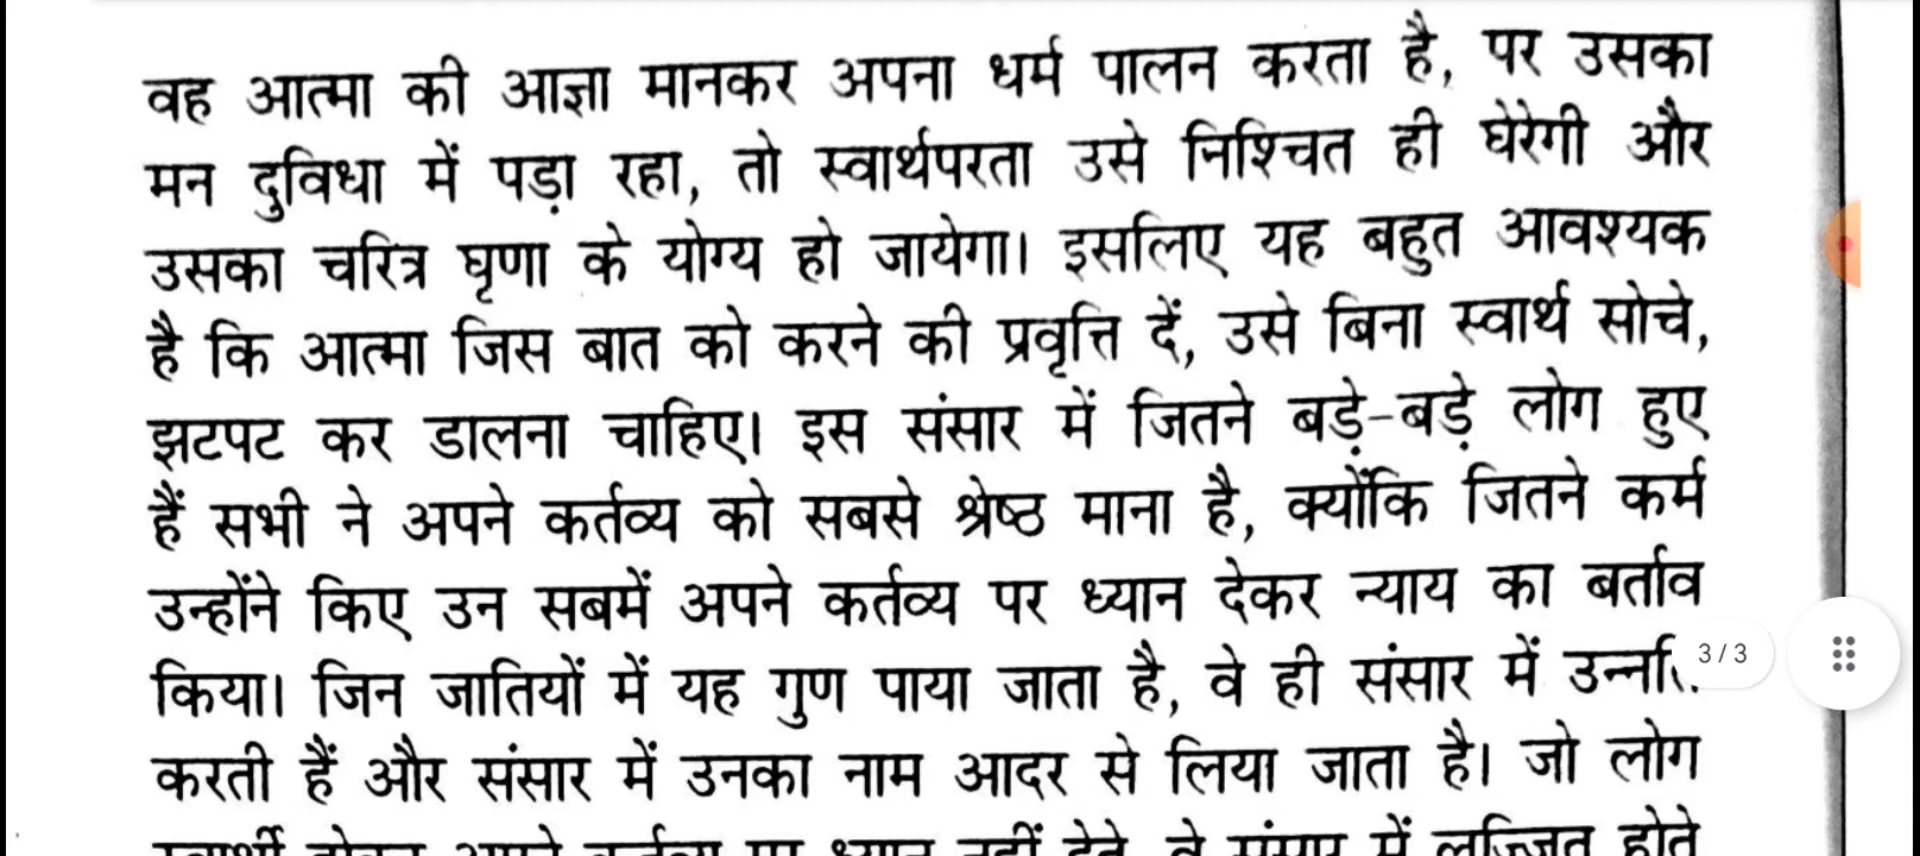 वह आत्मा की आज्ञा मानकर अपना धर्म पालन करता है, पर उसका
मन दुविधा में पड़ा रहा, तो स्वार्थपरता उसे निश्चित ही घेरेगी और
उसका चरित्र घृणा के योग्य हो जायेगा। इसलिए यह बहुत आवश्यक
है कि आत्मा जिस बात को करने की प्रवृत्ति दें, उसे बिना स्वार्थ सोचे,
झटपट कर डालना चाहिए। इस संसार में जितने बड़े-बड़े लोग हुए
हैं सभी ने अपने कर्तव्य को सबसे श्रेष्ठ माना है, क्योंकि जितने कर्म
उन्होंने किए उन सबमें अपने कर्तव्य पर ध्यान देकर न्याय का बर्ताव
किया। जिन जातियों में यह गुण पाया जाता है, वे ही संसार में
3/3
करती हैं और संसार में उनका नाम आदर से लिया जाता है। जो लोग